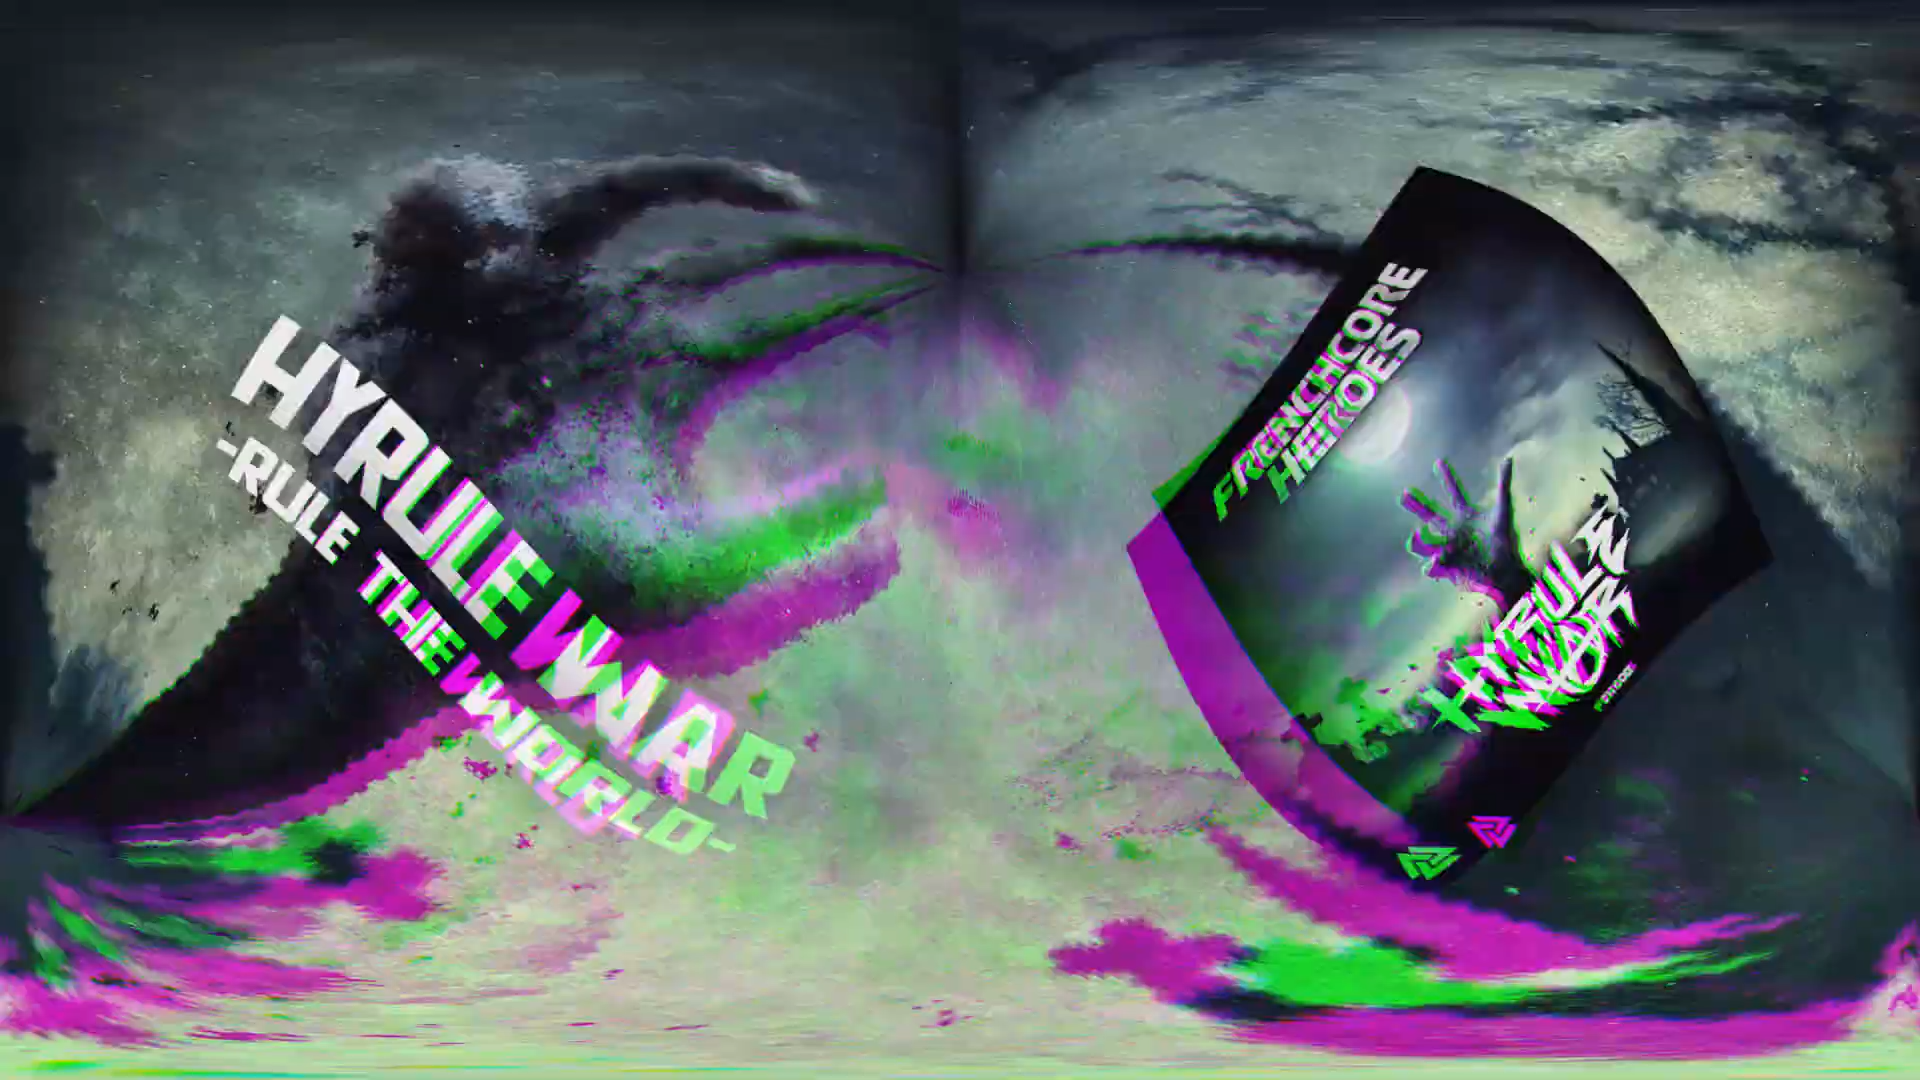 HYRULE WAR
~RULE THE WORLD~
FRENCHCORE
HEROES
HYRULE
WAR